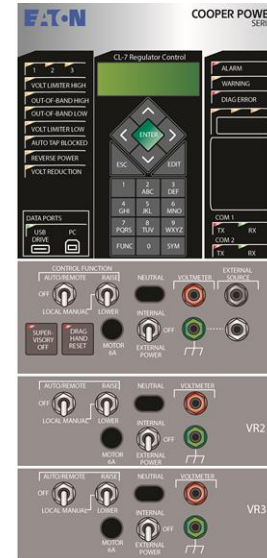 EATON
COOPER POWER
SERI
CL-7 Regulator Control
1 2 3
VOLT LIMITER HIGH
OUT-OF-BAND HIGH
OUT-OF-BAND LOW
VOLT LIMITER LOW
AUTO TAP BLOCKED
REVERSE POWER
VOLT REDUCTION
ALARM
WARNING
DIAG ERROR
ENTER
ESC
EDIT
1
2 ABC
3 DEF
4 GHI
5 JKL
6 MNO
7 PQRS
8 TUV
9 WXYZ
FUNC
0
SYM
DATA PORTS
USB DRIVE
PC
COM 1
TX RX
COM 2
TX RX
CONTROL FUNCTION
AUTO/REMOTE
RAISE
OFF
LOCAL MANUAL
LOWER
NEUTRAL
VOLTMETER
EXTERNAL
SOURCE
SUPER-
VISORY
OFF
DRAG
HAND
RESET
MOTOR
6A
INTERNAL
OFF
EXTERNAL
POWER
AUTO/REMOTE
RAISE
OFF
LOCAL MANUAL
LOWER
NEUTRAL
VOLTMETER
MOTOR
6A
INTERNAL
OFF
EXTERNAL
POWER
VR2
AUTO/REMOTE
RAISE
OFF
LOCAL MANUAL
LOWER
NEUTRAL
VOLTMETER
MOTOR
6A
INTERNAL
OFF
EXTERNAL
POWER
VR3